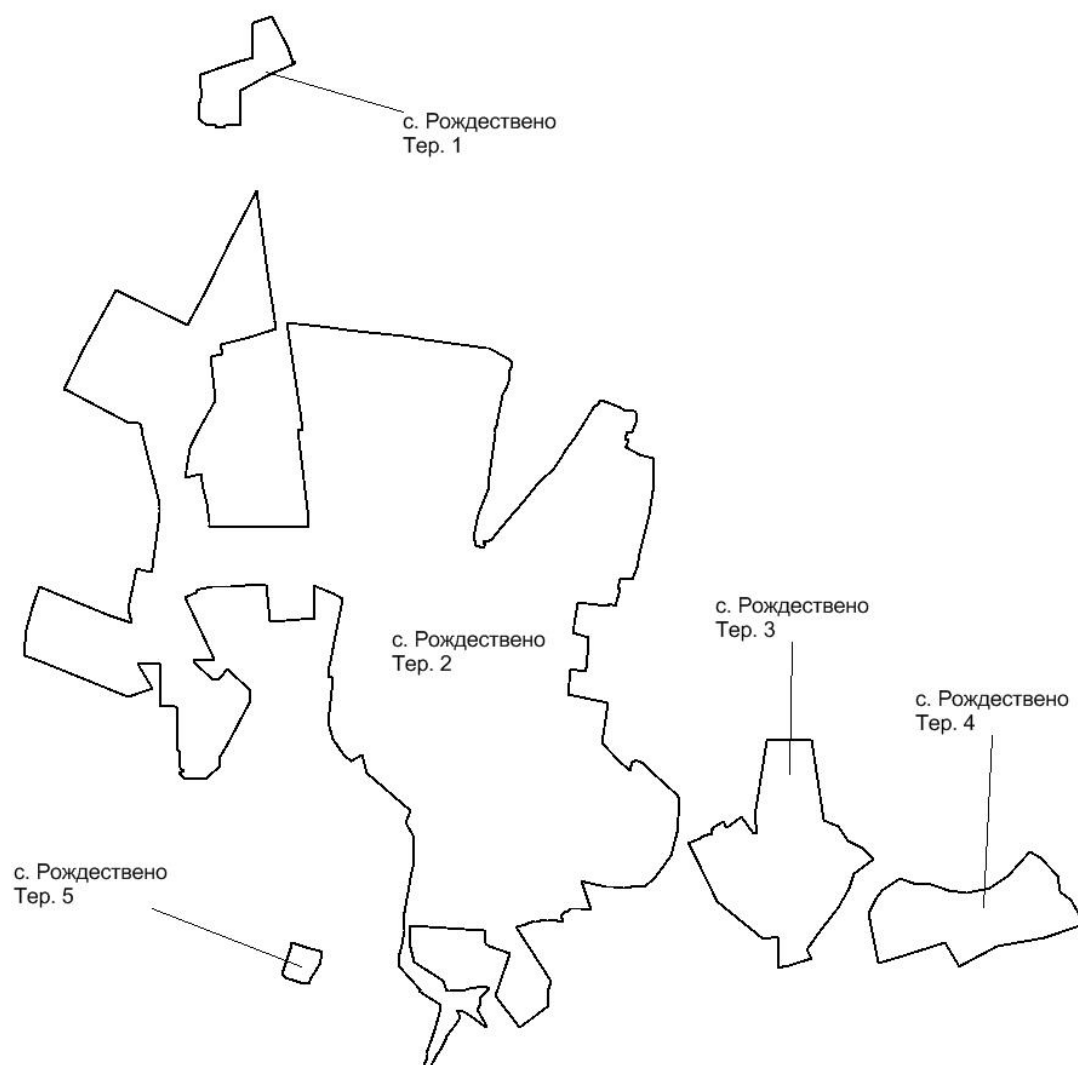 с. Рождествено
Тер. 1
с. Рождествено
Тер. 2
с. Рождествено
Тер. 3
с. Рождествено
Тер. 4
с. Рождествено
Тер. 5